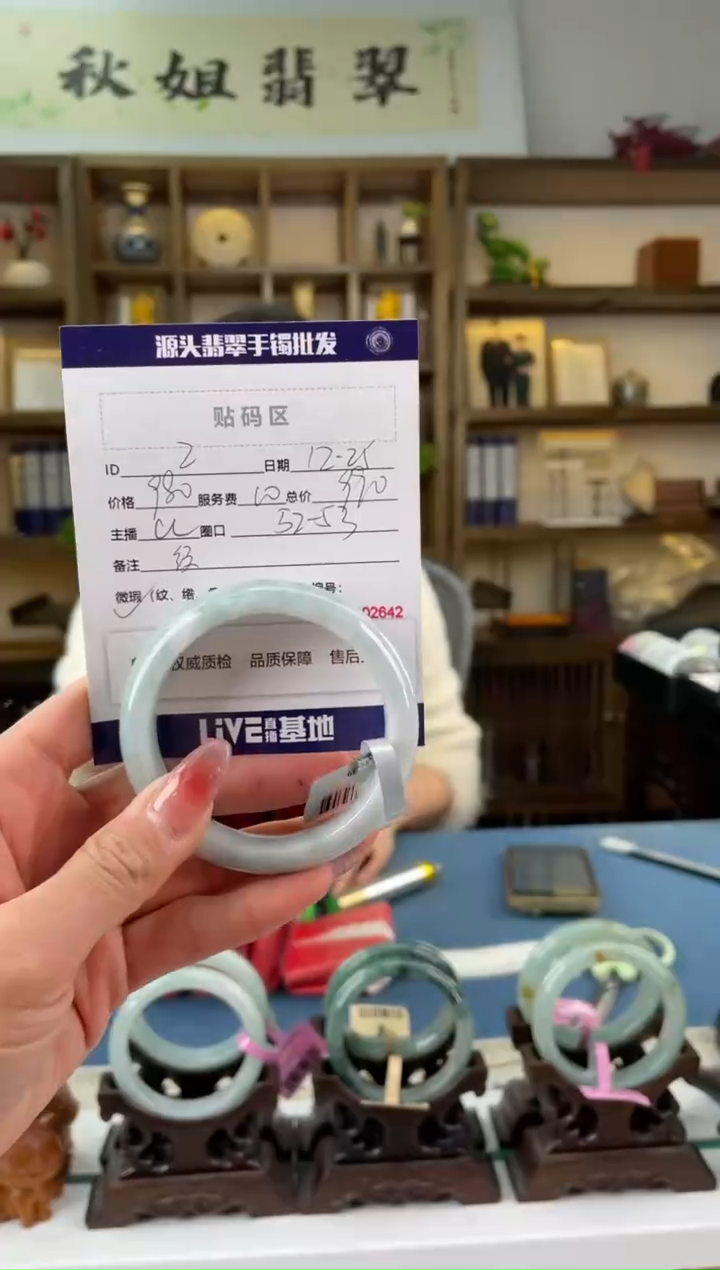 秋姐翡翠
源头翡翠手镯批发
贴码区
ID 2 日期 12-25
价格 980 服务费 10 总价 990
主播 圈口 52-53
备注 纹
微瑕 (纹、绺、 编号:
02642
权威质检 品质保障 售后
LIVE直播基地